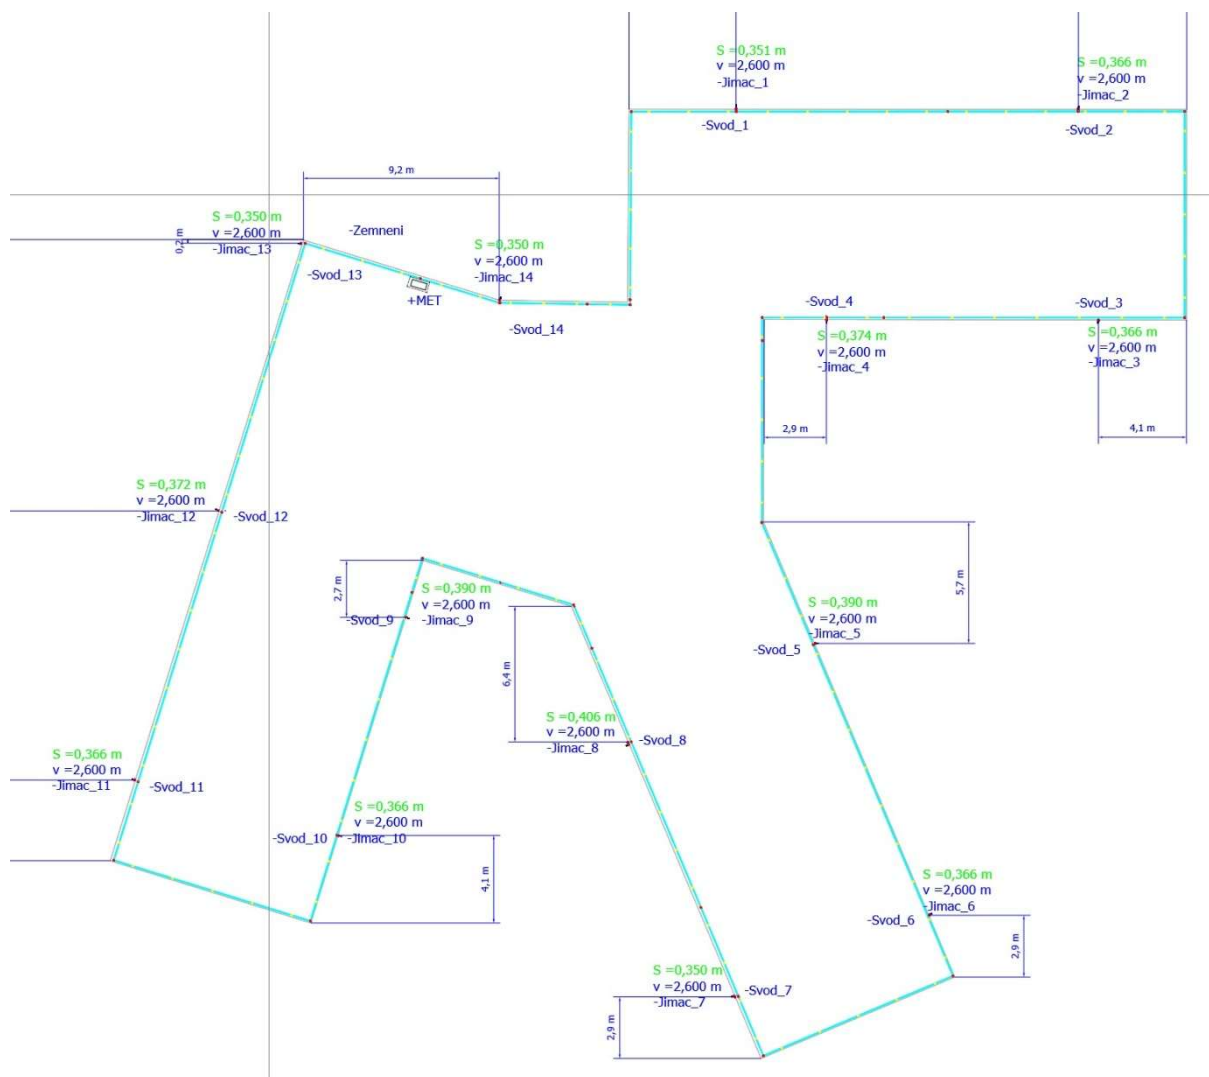 S =0,351 m
v =2,600 m
-Jimac_1
S =0,366 m
v =2,600 m
-Jimac_2
-Svod_1
-Svod_2
9,2 m
S =0,350 m
v =2,600 m
-Jimac_13
0,2 m
-Zemneni
S =0,350 m
v =2,600 m
-Jimac_14
-Svod_13
+MET
-Svod_14
-Svod_4
-Svod_3
S =0,374 m
v =2,600 m
-Jimac_4
S =0,366 m
v =2,600 m
-Jimac_3
2,9 m
4,1 m
S =0,372 m
v =2,600 m
-Jimac_12
-Svod_12
2,7 m
S =0,390 m
v =2,600 m
-Jimac_9
-Svod_9
5,7 m
S =0,390 m
v =2,600 m
-Jimac_5
-Svod_5
6,4 m
S =0,406 m
v =2,600 m
-Jimac_8
-Svod_8
S =0,366 m
v =2,600 m
-Jimac_11
-Svod_11
S =0,366 m
v =2,600 m
-Jimac_10
-Svod_10
4,1 m
S =0,366 m
v =2,600 m
-Jimac_6
-Svod_6
2,9 m
S =0,350 m
v =2,600 m
-Jimac_7
-Svod_7
2,9 m